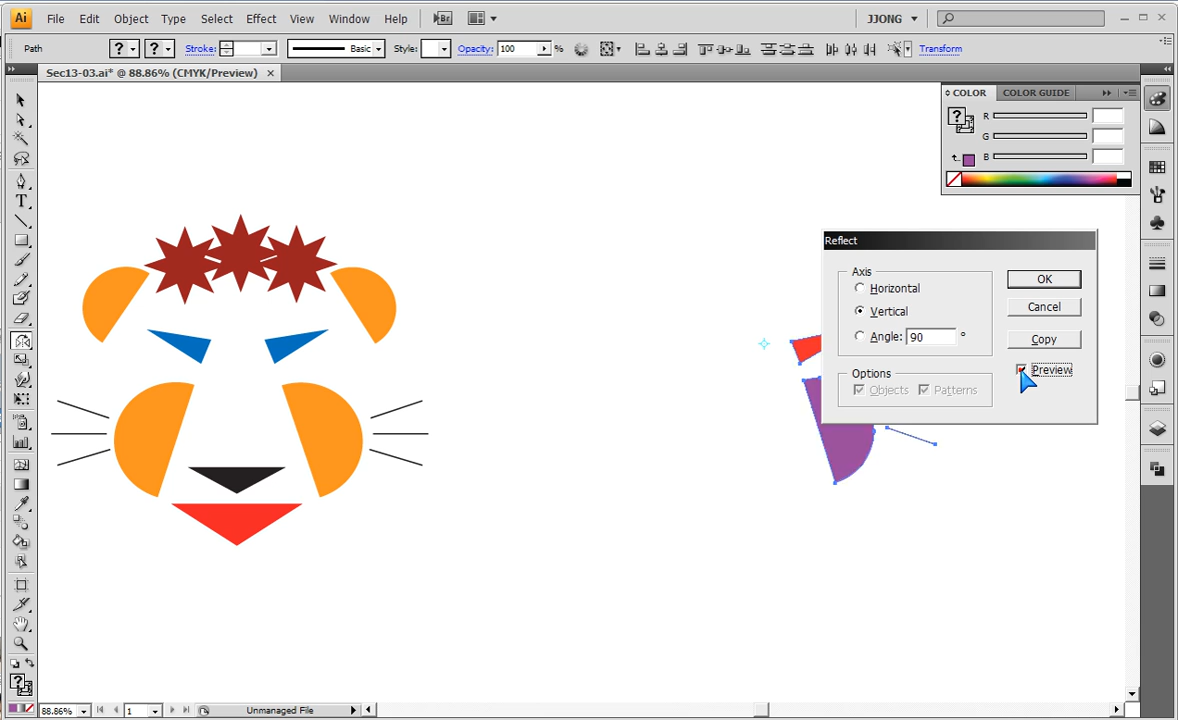 Ai File Edit Object Type Select Effect View Window Help Br JJONG
Path ? ? Stroke: Basic Style: Opacity: 100 % Transform
Sec13-03.ai* @ 88.86% (CMYK/Preview)
COLOR COLOR GUIDE
? R
G
B
Reflect
Axis
Horizontal
Vertical
Angle: 90 °
OK
Cancel
Copy
Preview
Options
Objects Patterns
T
?
88.86% 1 Unmanaged File